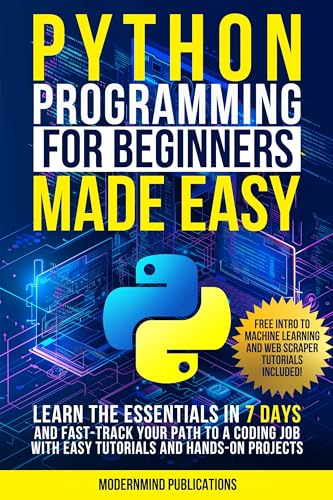 PYTHON
PROGRAMMING
FOR BEGINNERS
MADE EASY
FREE INTRO TO
MACHINE LEARNING
AND WEB SCRAPER
TUTORIALS
INCLUDED!
LEARN THE ESSENTIALS IN 7 DAYS
AND FAST-TRACK YOUR PATH TO A CODING JOB
WITH EASY TUTORIALS AND HANDS-ON PROJECTS
MODERNMIND PUBLICATIONS